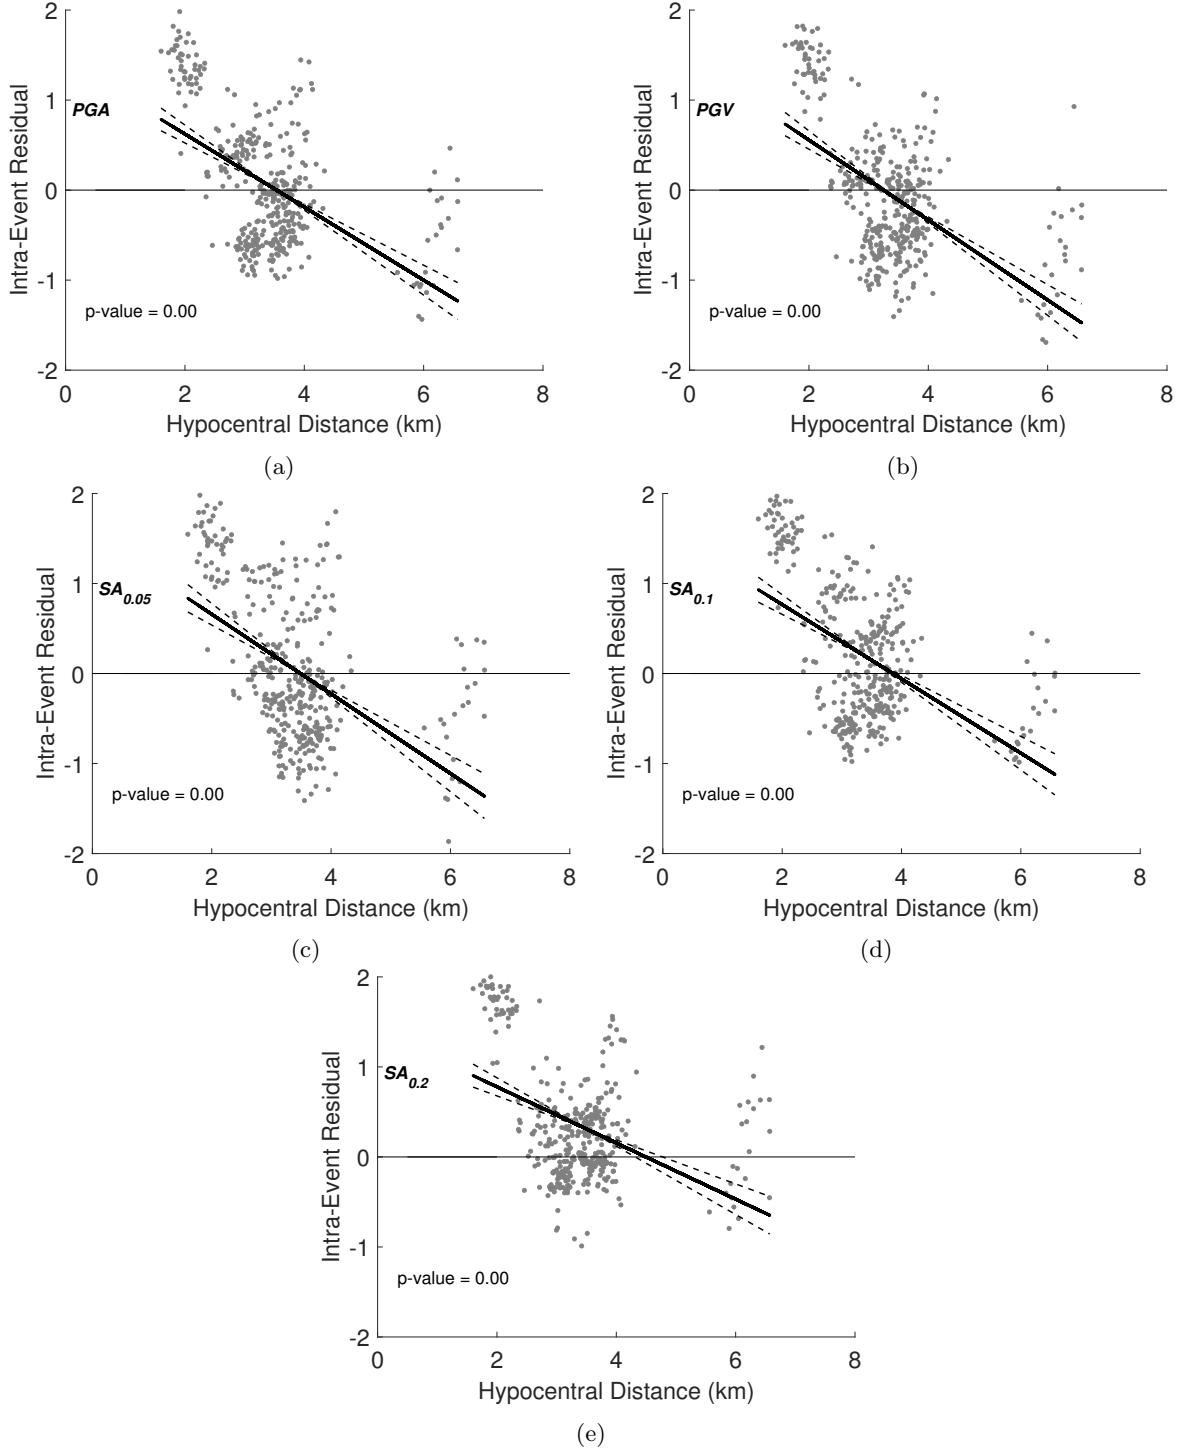 2
1
0
-1
-2
Intra-Event Residual
PGA
p-value = 0.00
0 2 4 6 8
Hypocentral Distance (km)
(a)
2
1
0
-1
-2
Intra-Event Residual
PGV
p-value = 0.00
0 2 4 6 8
Hypocentral Distance (km)
(b)
2
1
0
-1
-2
Intra-Event Residual
SA0.05
p-value = 0.00
0 2 4 6 8
Hypocentral Distance (km)
(c)
2
1
0
-1
-2
Intra-Event Residual
SA0.1
p-value = 0.00
0 2 4 6 8
Hypocentral Distance (km)
(d)
2
1
0
-1
-2
Intra-Event Residual
SA0.2
p-value = 0.00
0 2 4 6 8
Hypocentral Distance (km)
(e)